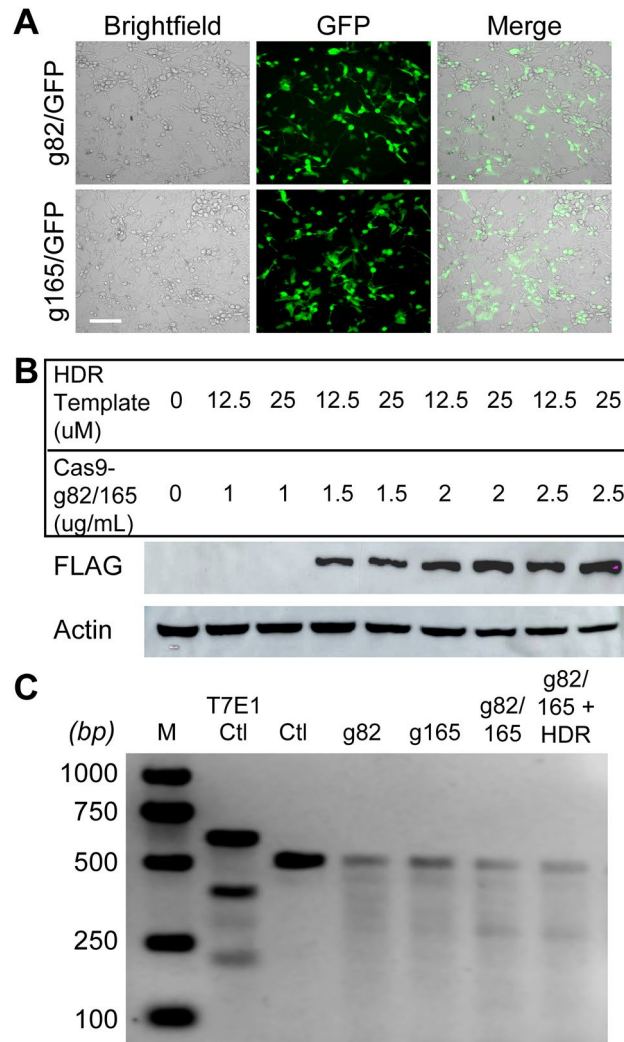 A
Brightfield GFP Merge
g82/GFP
g165/GFP
B
HDR
Template
(uM) 0 12.5 25 12.5 25 12.5 25 12.5 25
Cas9-
g82/165
(ug/mL) 0 1 1 1.5 1.5 2 2 2.5 2.5
FLAG
Actin
C
(bp) M T7E1 Ctl Ctl g82 g165 g82/165 g82/165 + HDR
1000
750
500
250
100